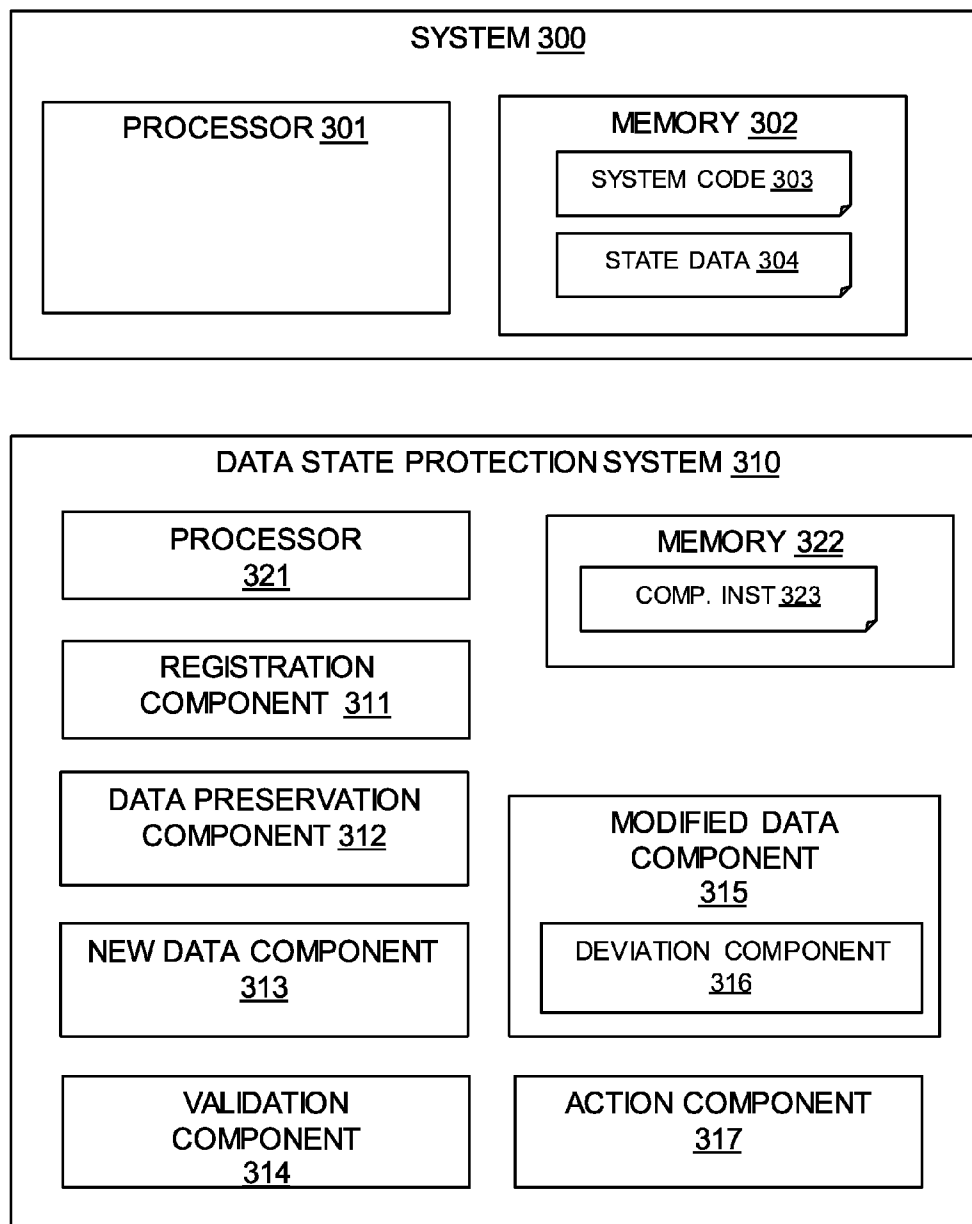 SYSTEM 300
PROCESSOR 301
MEMORY 302
SYSTEM CODE 303
STATE DATA 304
DATA STATE PROTECTION SYSTEM 310
PROCESSOR
321
MEMORY 322
COMP. INST 323
REGISTRATION
COMPONENT 311
DATA PRESERVATION
COMPONENT 312
MODIFIED DATA
COMPONENT
315
DEVIATION COMPONENT
316
NEW DATA COMPONENT
313
VALIDATION
COMPONENT
314
ACTION COMPONENT
317